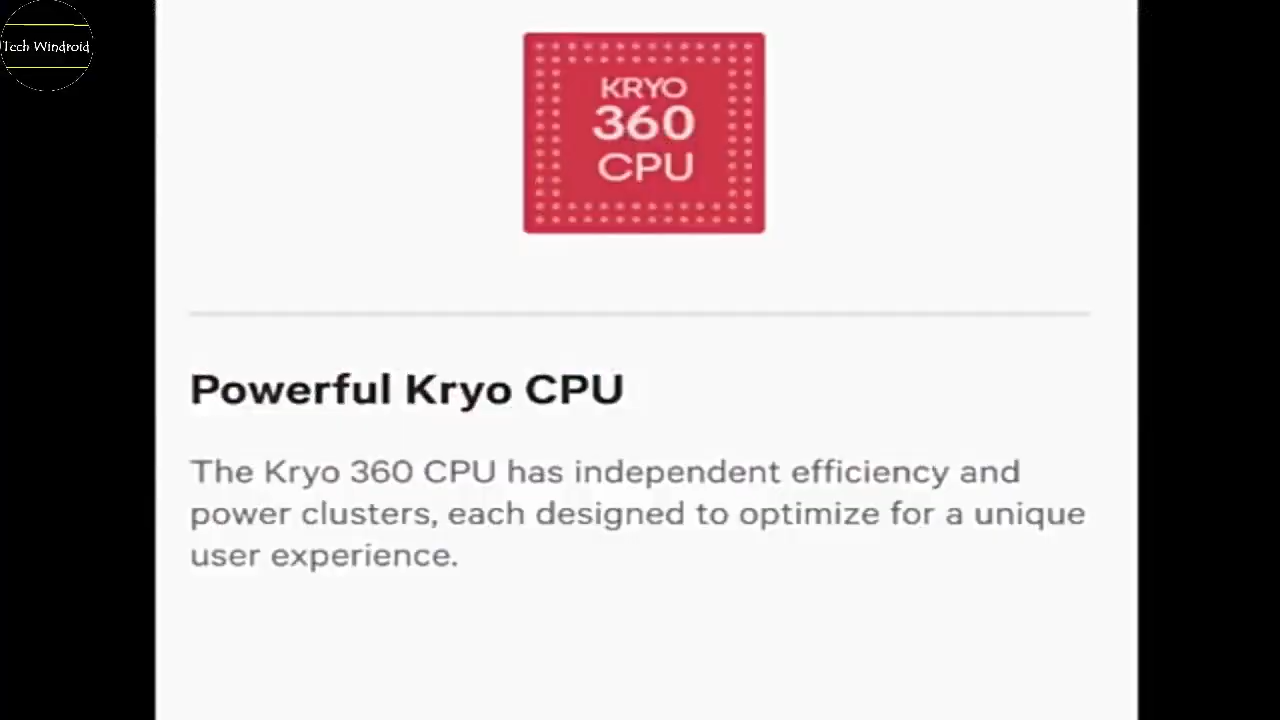 Tech Windroid
KRYO
360
CPU
Powerful Kryo CPU
The Kryo 360 CPU has independent efficiency and
power clusters, each designed to optimize for a unique
user experience.